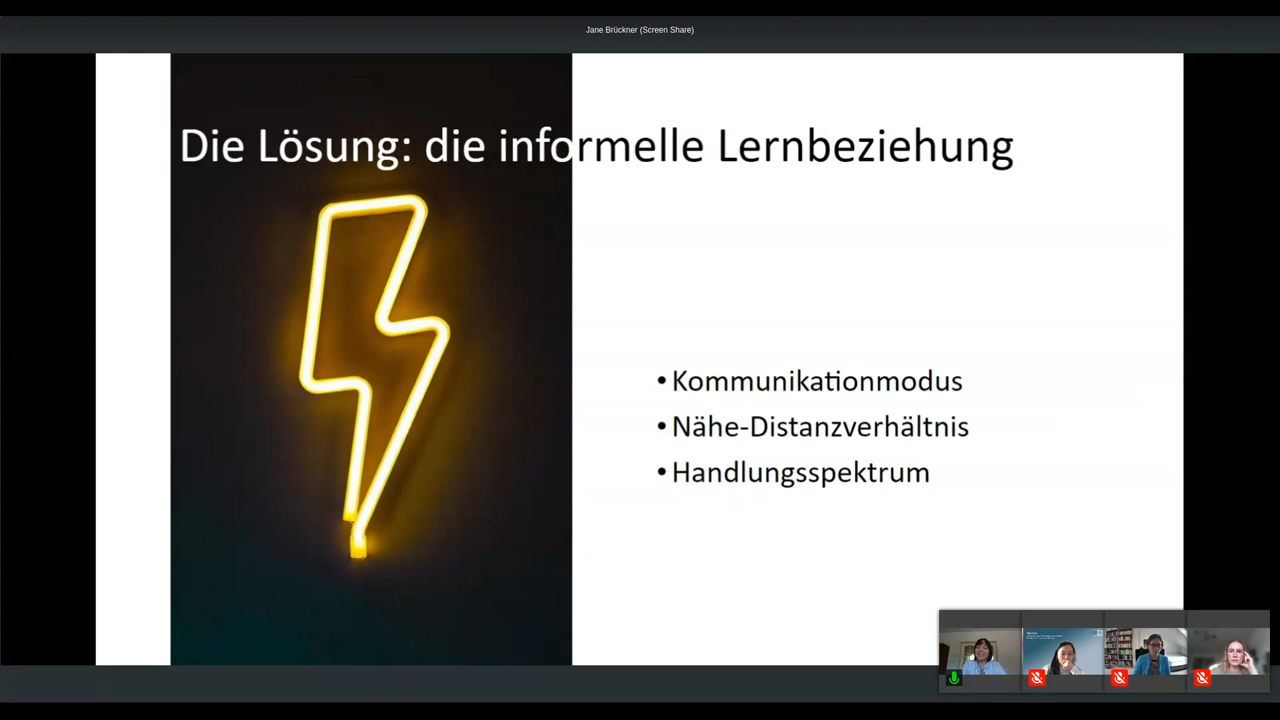 Jane Brückner (Screen Share)
Die Lösung: die informelle Lernbeziehung
• Kommunikationmodus
• Nähe-Distanzverhältnis
• Handlungsspektrum